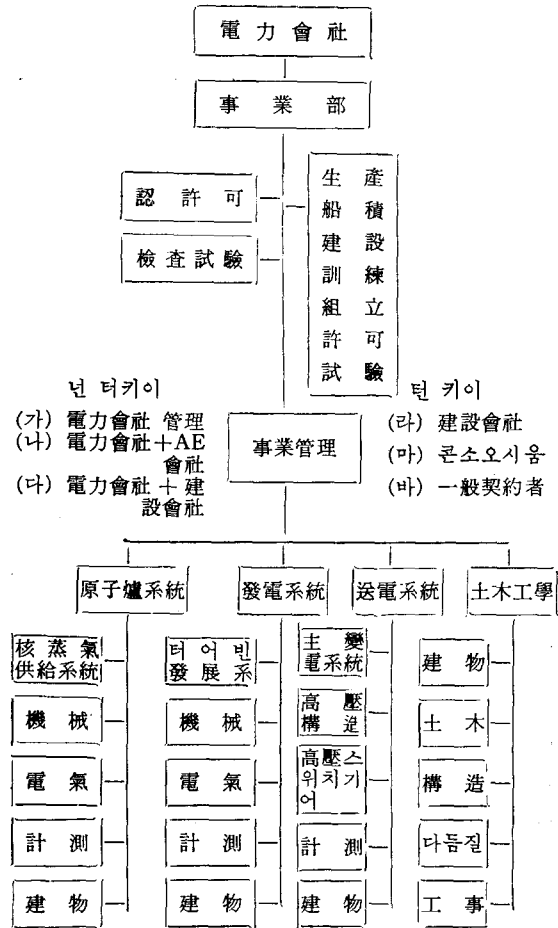 電力會社
事業部
認許可
檢査試驗
生產
船積
建設
訓練
組立
許可
試驗
넌 터키이
(가) 電力會社 管理
(나) 電力會社+AE
會社
(다) 電力會社 + 建
設會社
事業管理
턴 키이
(라) 建設會社
(마) 콘소오시움
(바) 一般契約者
原子爐系統
發電系統
送電系統
土木工學
核蒸氣
供給系統
機械
電氣
計測
建物
터어빈
發展系
機械
電氣
計測
建物
主變
電系統
高壓
構造
高壓스
위치기
어
計測
建物
建物
土木
構造
다듬질
工事